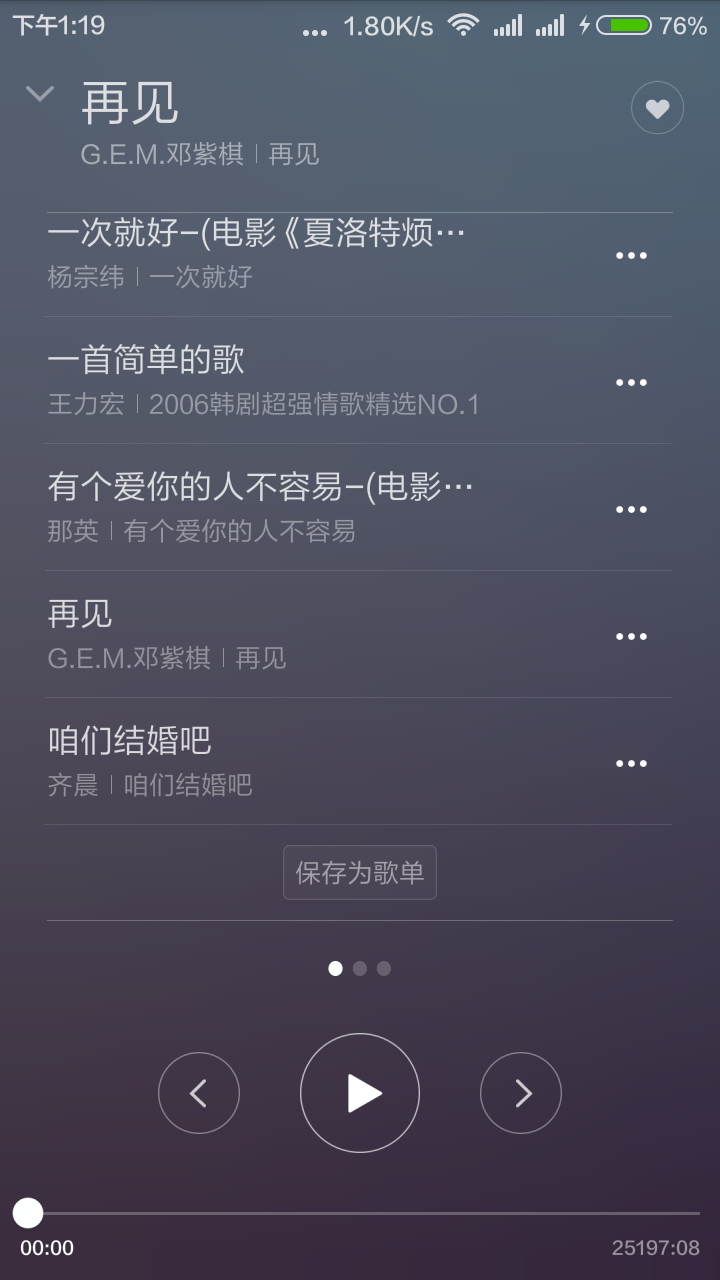 下午1:19 ... 1.80K/s 76%
再见
G.E.M.邓紫棋 | 再见
一次就好-(电影《夏洛特烦…
杨宗纬 | 一次就好
一首简单的歌
王力宏 | 2006韩剧超强情歌精选NO.1
有个爱你的人不容易-(电影…
那英 | 有个爱你的人不容易
再见
G.E.M.邓紫棋 | 再见
咱们结婚吧
齐晨 | 咱们结婚吧
保存为歌单
00:00 25197:08